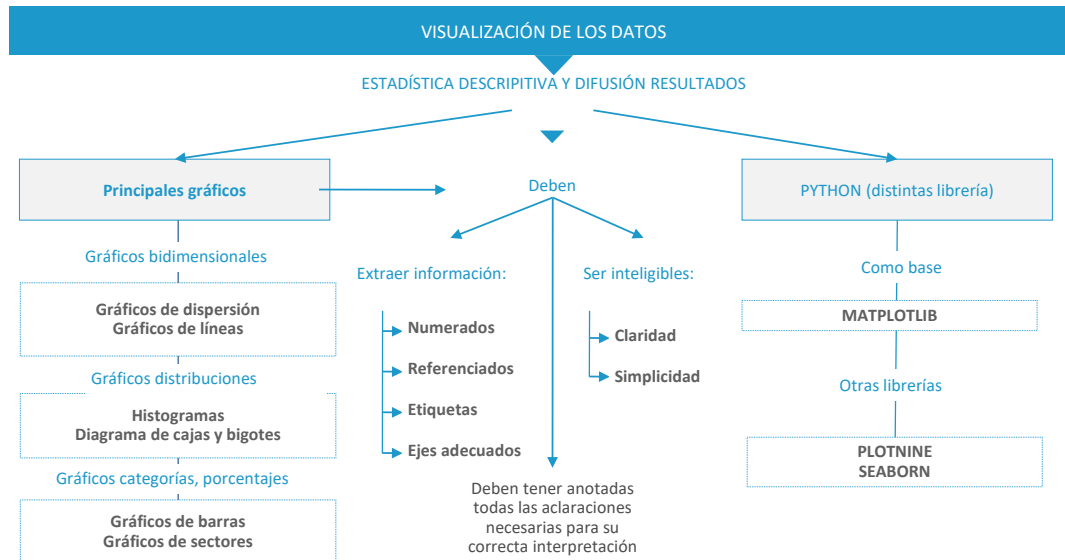 VISUALIZACIÓN DE LOS DATOS
ESTADÍSTICA DESCRIPITIVA Y DIFUSIÓN RESULTADOS
Principales gráficos
Gráficos bidimensionales
Gráficos de dispersión
Gráficos de líneas
Gráficos distribuciones
Histogramas
Diagrama de cajas y bigotes
Gráficos categorías, porcentajes
Gráficos de barras
Gráficos de sectores
Deben
Extraer información:
Numerados
Referenciados
Etiquetas
Ejes adecuados
Ser inteligibles:
Claridad
Simplicidad
Deben tener anotadas
todas las aclaraciones
necesarias para su
correcta interpretación
PYTHON (distintas librería)
Como base
MATPLOTLIB
Otras librerías
PLOTNINE
SEABORN